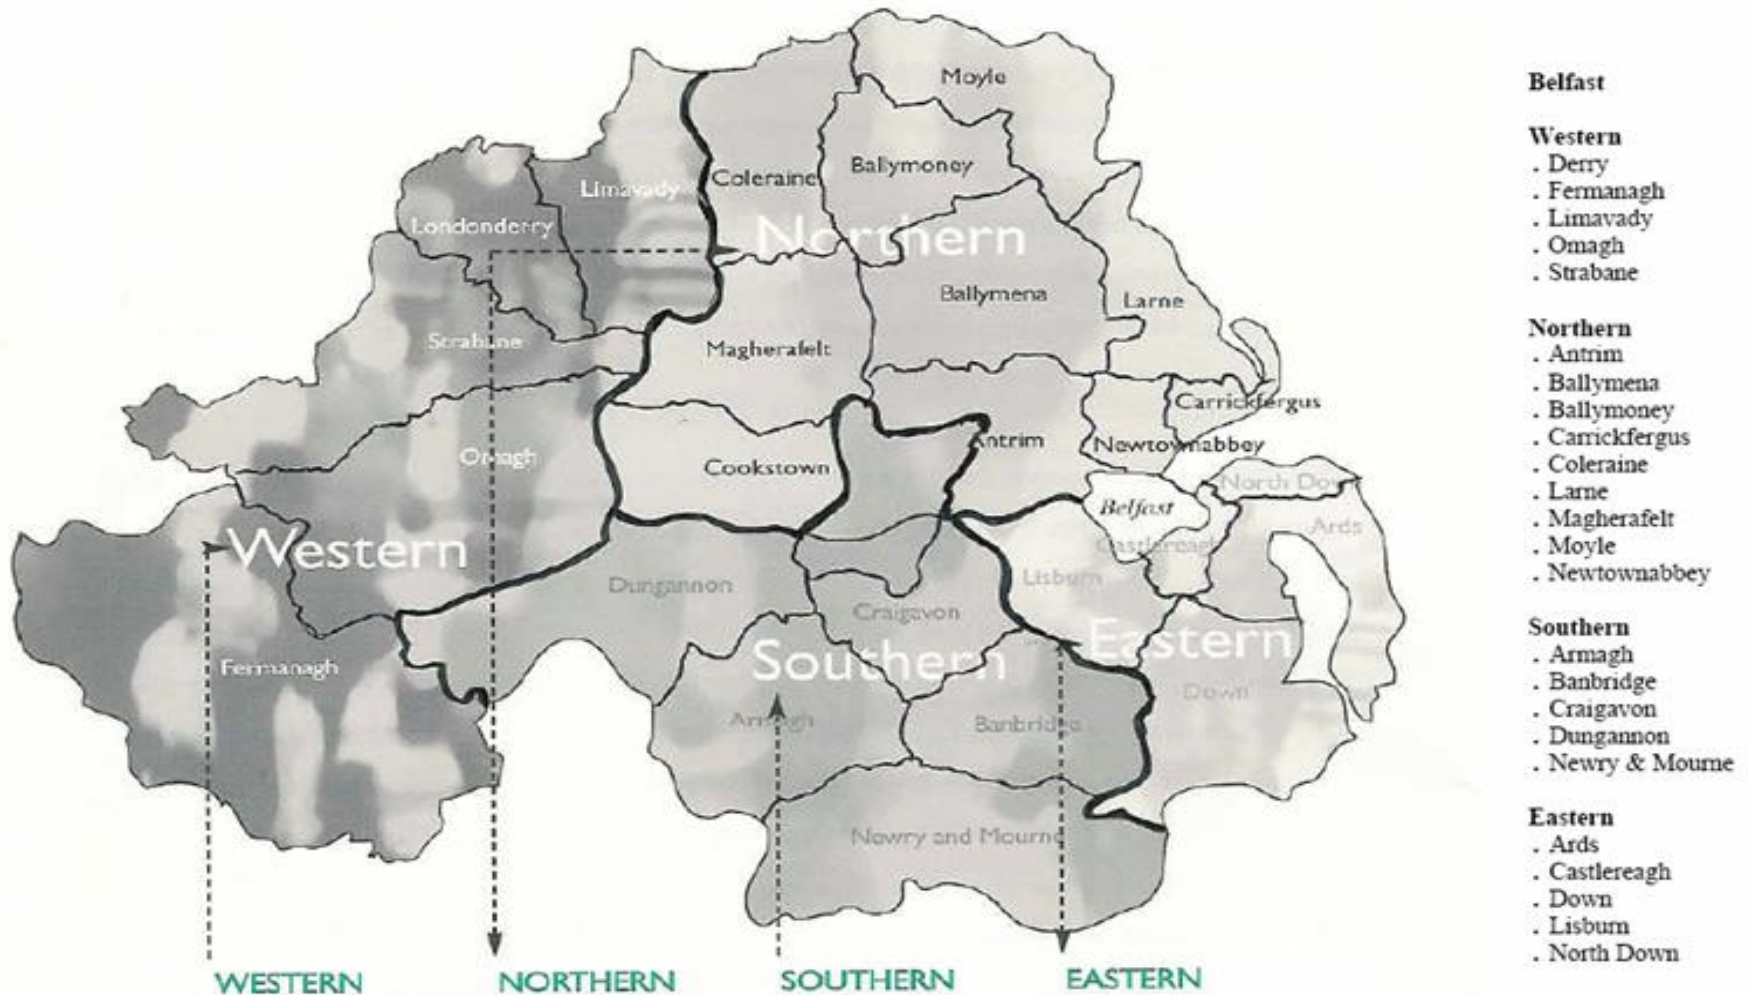 Moyle
Ballymoney
Coleraine
Limavady
Londonderry
Northern
Ballymena
Larne
Strabane
Magherafelt
Carrickfergus
Antrim
Newtownabbey
Omagh
Cookstown
North Down
Belfast
Ards
Western
Castlereagh
Lisburn
Dungannon
Craigavon
Eastern
Southern
Fermanagh
Down
Armagh
Banbridge
Newry and Mourne
WESTERN
NORTHERN
SOUTHERN
EASTERN
Belfast
Western
. Derry
. Fermanagh
. Limavady
. Omagh
. Strabane
Northern
. Antrim
. Ballymena
. Ballymoney
. Carrickfergus
. Coleraine
. Larne
. Magherafelt
. Moyle
. Newtownabbey
Southern
. Armagh
. Banbridge
. Craigavon
. Dungannon
. Newry & Mourne
Eastern
. Ards
. Castlereagh
. Down
. Lisburn
. North Down